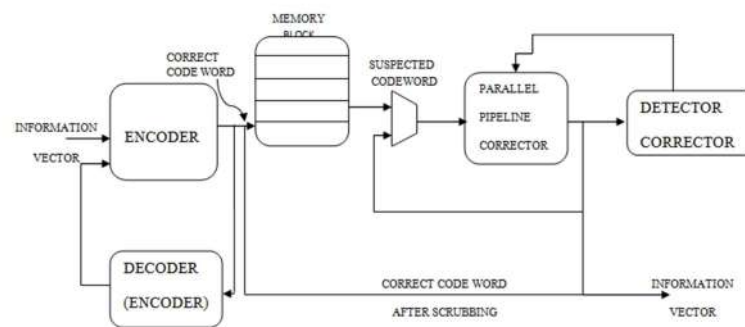 MEMORY
BLOCK
CORRECT
CODE WORD
SUSPECTED
CODEWORD
INFORMATION
VECTOR
ENCODER
PARALLEL
PIPELINE
CORRECTOR
DETECTOR
CORRECTOR
DECODER
(ENCODER)
CORRECT CODE WORD
AFTER SCRUBBING
INFORMATION
VECTOR